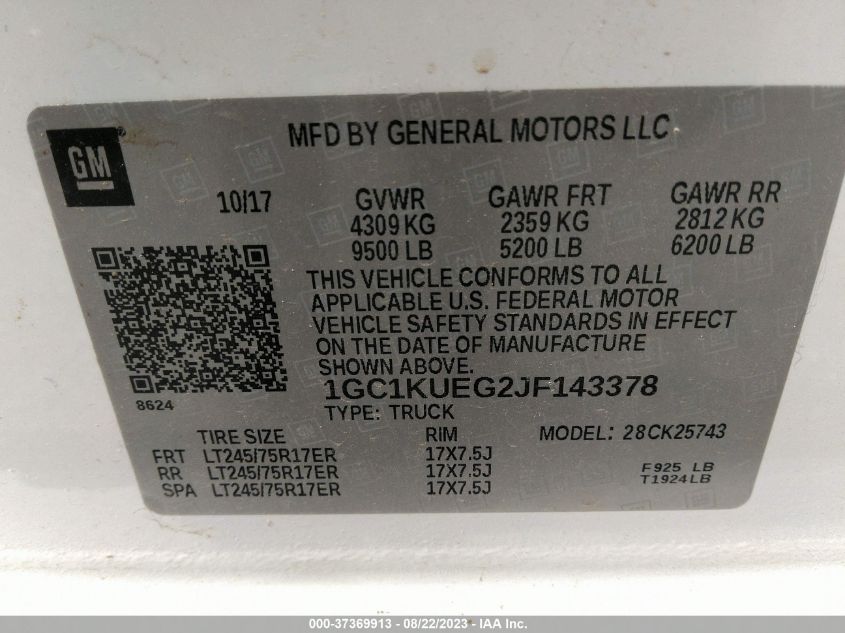 GM
MFD BY GENERAL MOTORS LLC
10/17 GVWR GAWR FRT GAWR RR
4309 KG 2359 KG 2812 KG
9500 LB 5200 LB 6200 LB
THIS VEHICLE CONFORMS TO ALL
APPLICABLE U.S. FEDERAL MOTOR
VEHICLE SAFETY STANDARDS IN EFFECT
ON THE DATE OF MANUFACTURE
SHOWN ABOVE.
1GC1KUEG2JF143378
8624
TYPE: TRUCK
TIRE SIZE RIM MODEL: 28CK25743
FRT LT245/75R17ER 17X7.5J
RR LT245/75R17ER 17X7.5J F925 LB
SPA LT245/75R17ER 17X7.5J T1924LB
000-37369913 - 08/22/2023 - IAA Inc.